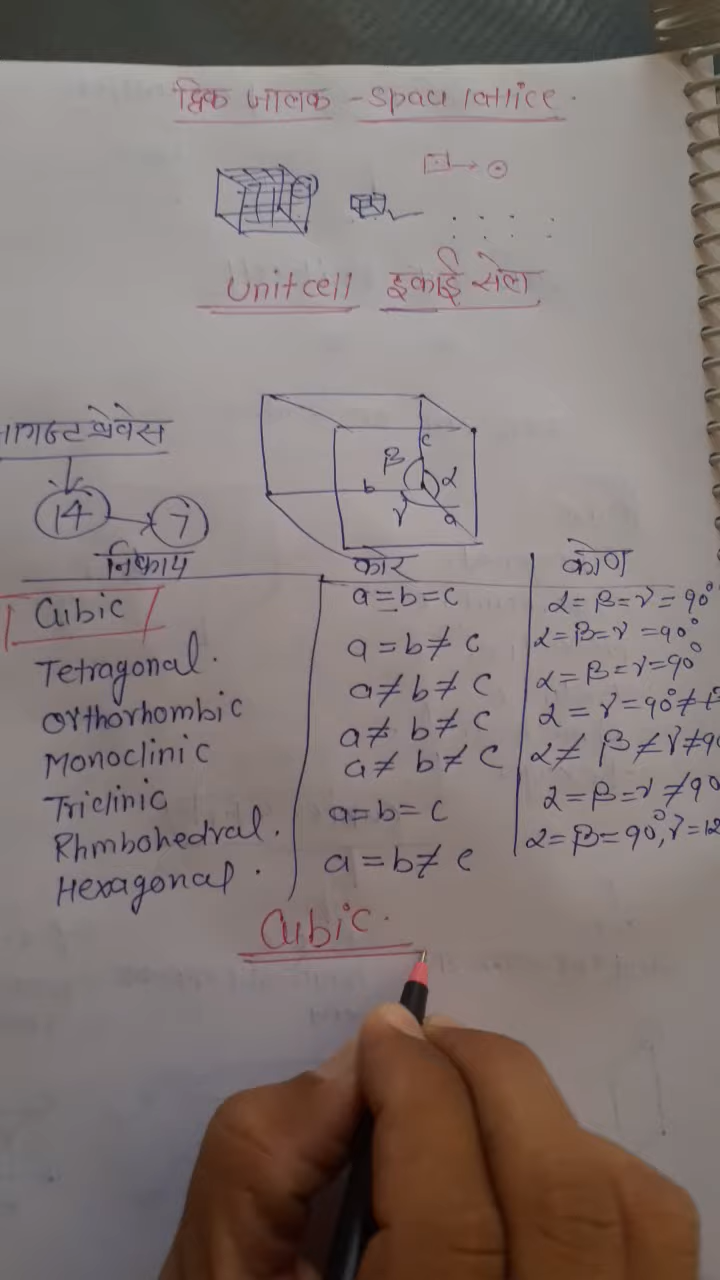 द्विक जालक - Space lattice.
Unit cell इकाई सेल
c
β α
b
γ a
14 → 7
निकाय कोर कोण
Cubic a=b=c α=β=γ=90°
Tetragonal. a=b≠c α=β=γ=90°
Orthorhombic a≠b≠c α=β=γ=90°
Monoclinic a≠b≠c α=γ=90°≠β
Triclinic a≠b≠c α≠β≠γ≠90
Rhmbohedral. a=b=c α=β=γ≠90
Hexagonal. a=b≠c α=β=90°,γ=12
Cubic.